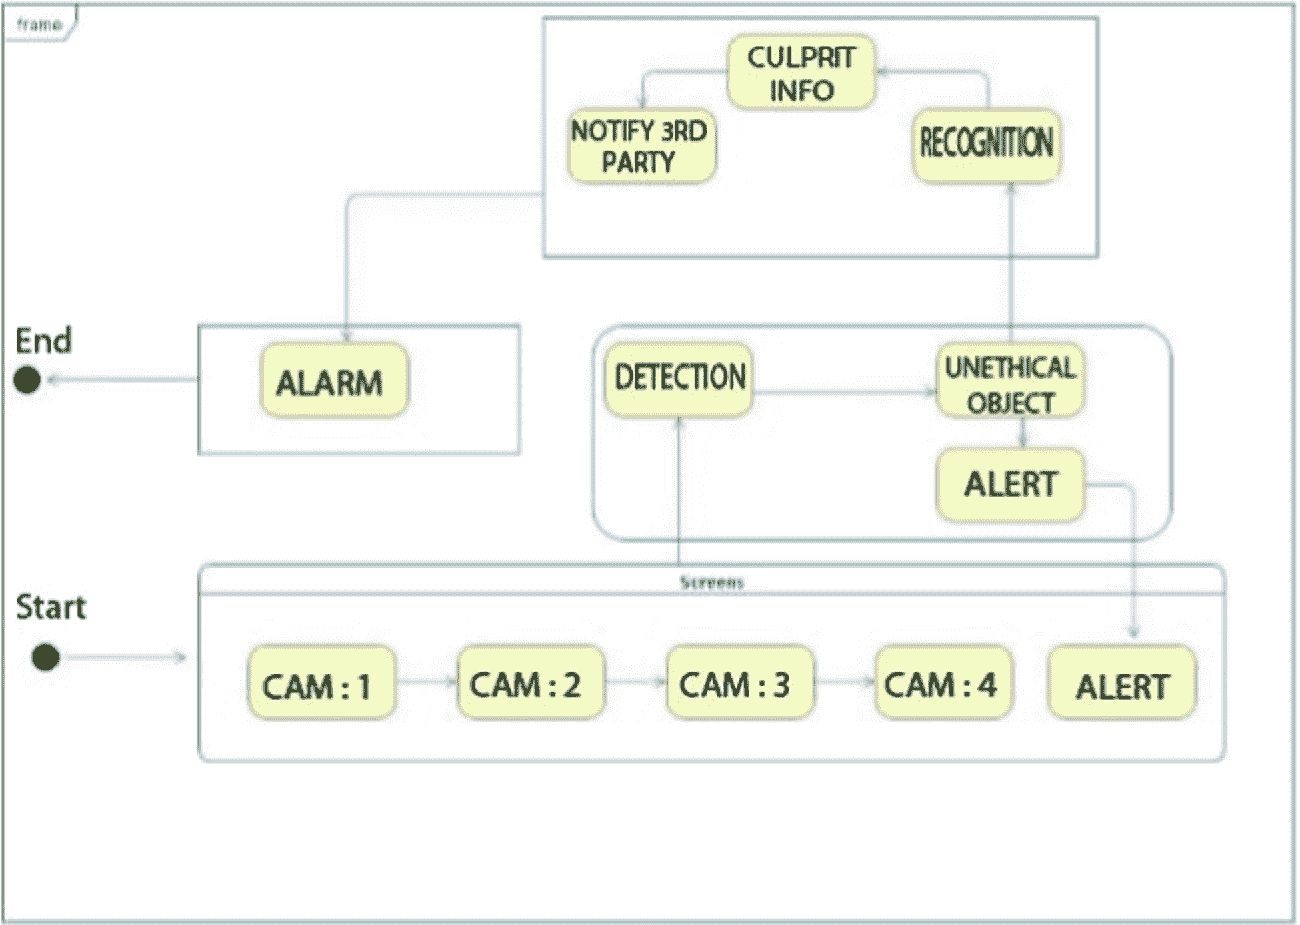 frame
CULPRIT
INFO
NOTIFY 3RD
PARTY
RECOGNITION
End
ALARM
DETECTION
UNETHICAL
OBJECT
ALERT
Screens
Start
CAM : 1
CAM : 2
CAM : 3
CAM : 4
ALERT